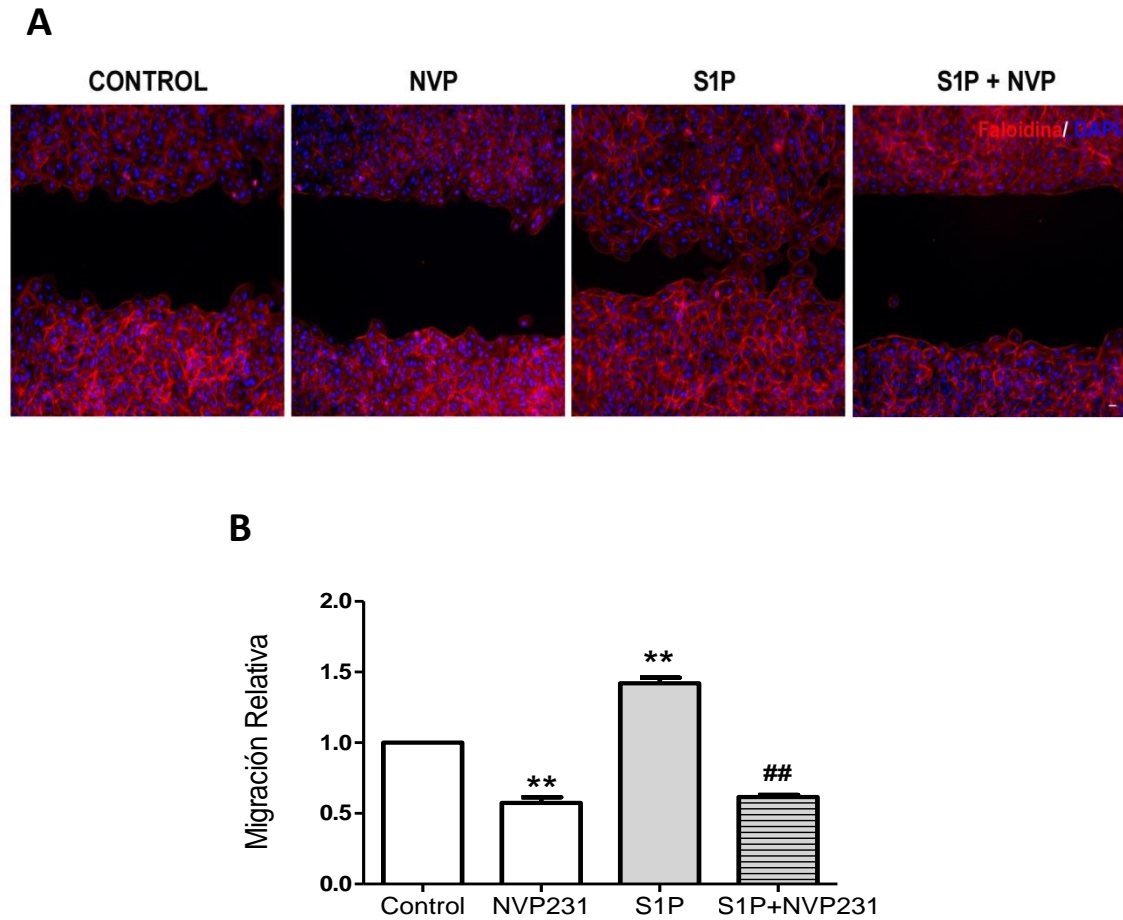 A
CONTROL NVP S1P S1P + NVP
Faloidina/ DAPI
B
Migración Relativa
2.0
1.5
1.0
0.5
0.0
**
**
##
Control NVP231 S1P S1P+NVP231